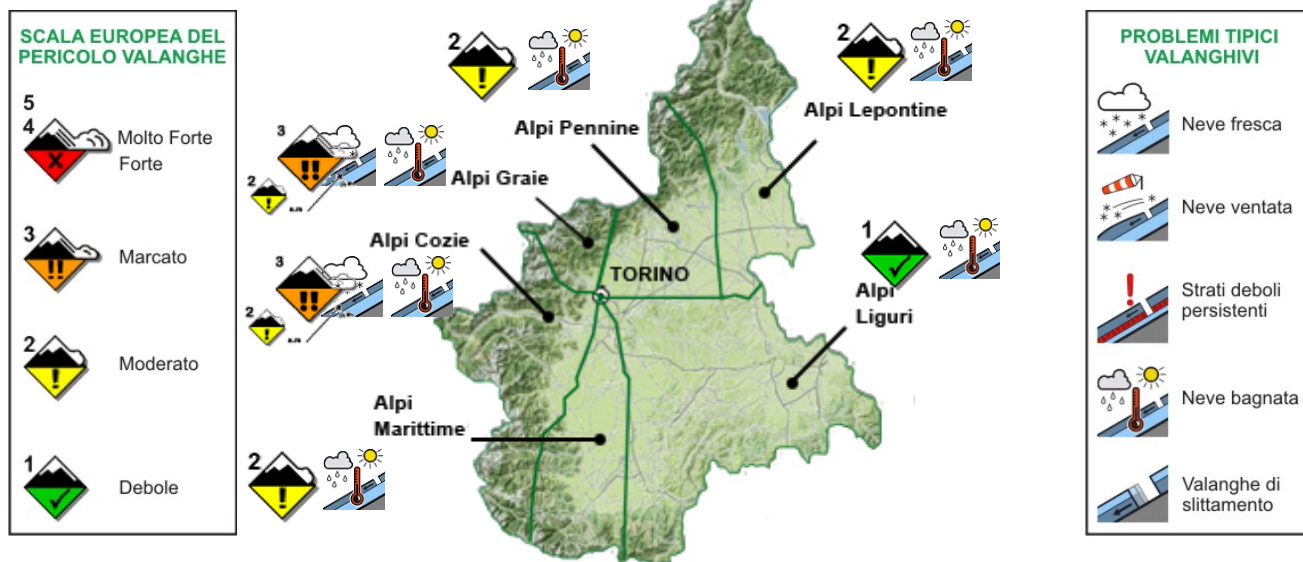 SCALA EUROPEA DEL
PERICOLO VALANGHE
5
4
Molto Forte
Forte
3
Marcato
2
Moderato
1
Debole
2
2
Alpi Lepontine
Alpi Pennine
3
2
Alpi Graie
Alpi Cozie
3
2
TORINO
1
Alpi
Liguri
Alpi
Marittime
2
PROBLEMI TIPICI
VALANGHIVI
Neve fresca
Neve ventata
Strati deboli
persistenti
Neve bagnata
Valanghe di
slittamento